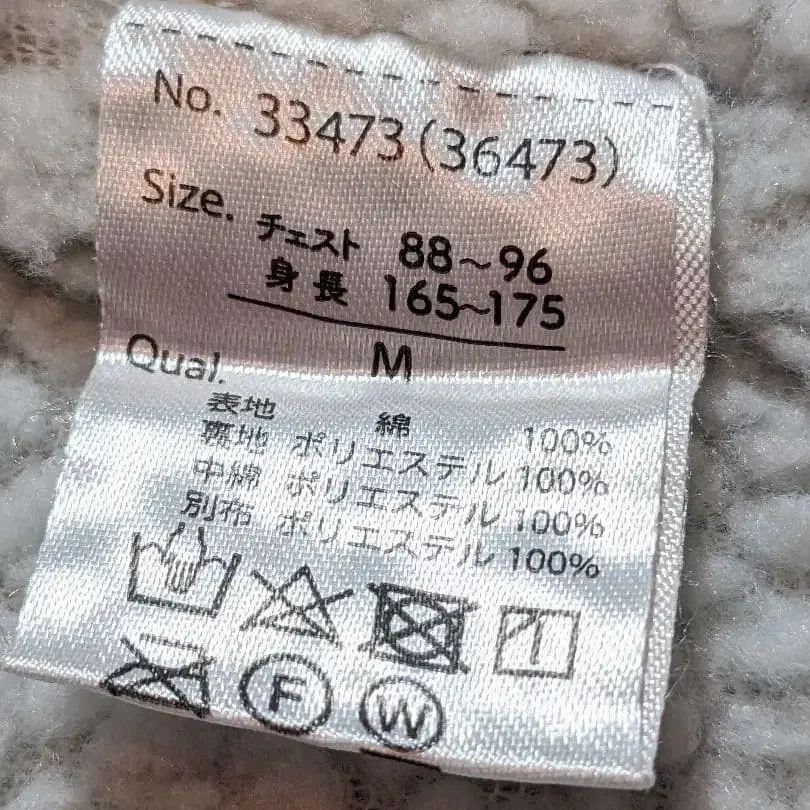 No. 33473(36473)
Size. チェスト 88～96
身長 165～175
M
Qual.
表地 綿 100%
裏地 ポリエステル 100%
中綿 ポリエステル 100%
別布 ポリエステル 100%
F W